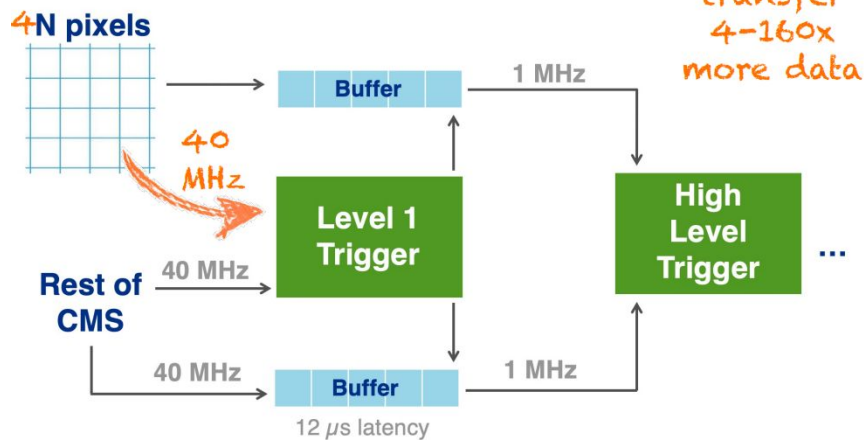 transfer
4-160x
more data
4N pixels
Buffer
1 MHz
40
MHz
Level 1
Trigger
High
Level
Trigger
...
40 MHz
Rest of
CMS
40 MHz
Buffer
1 MHz
12 μs latency